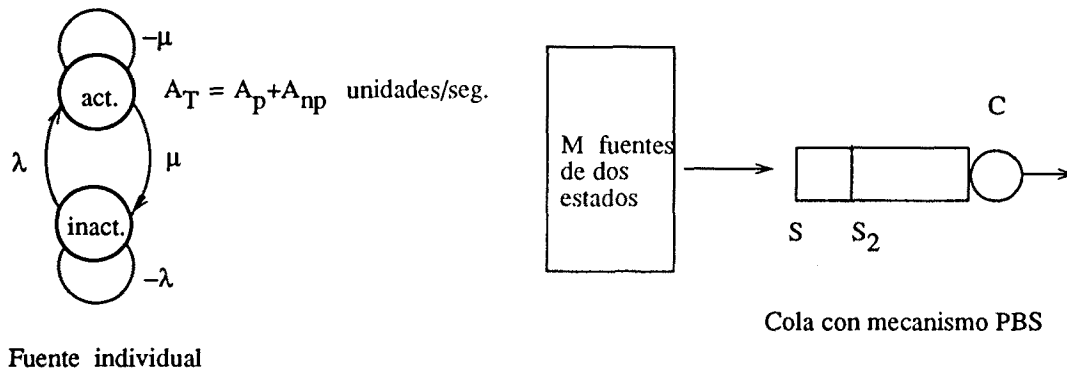 −μ
act.
A_T = A_p+A_np unidades/seg.
λ
μ
inact.
−λ
Fuente individual
M fuentes
de dos
estados
C
S
S_2
Cola con mecanismo PBS